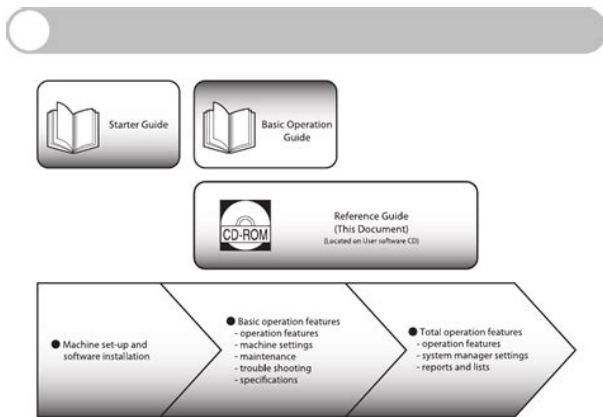 Starter Guide
Basic Operation
Guide
CD-ROM
Reference Guide
(This Document)
(Located on User software CD)
● Machine set-up and
software installation
● Basic operation features
- operation features
- machine settings
- maintenance
- trouble shooting
- specifications
● Total operation features
- operation features
- system manager settings
- reports and lists